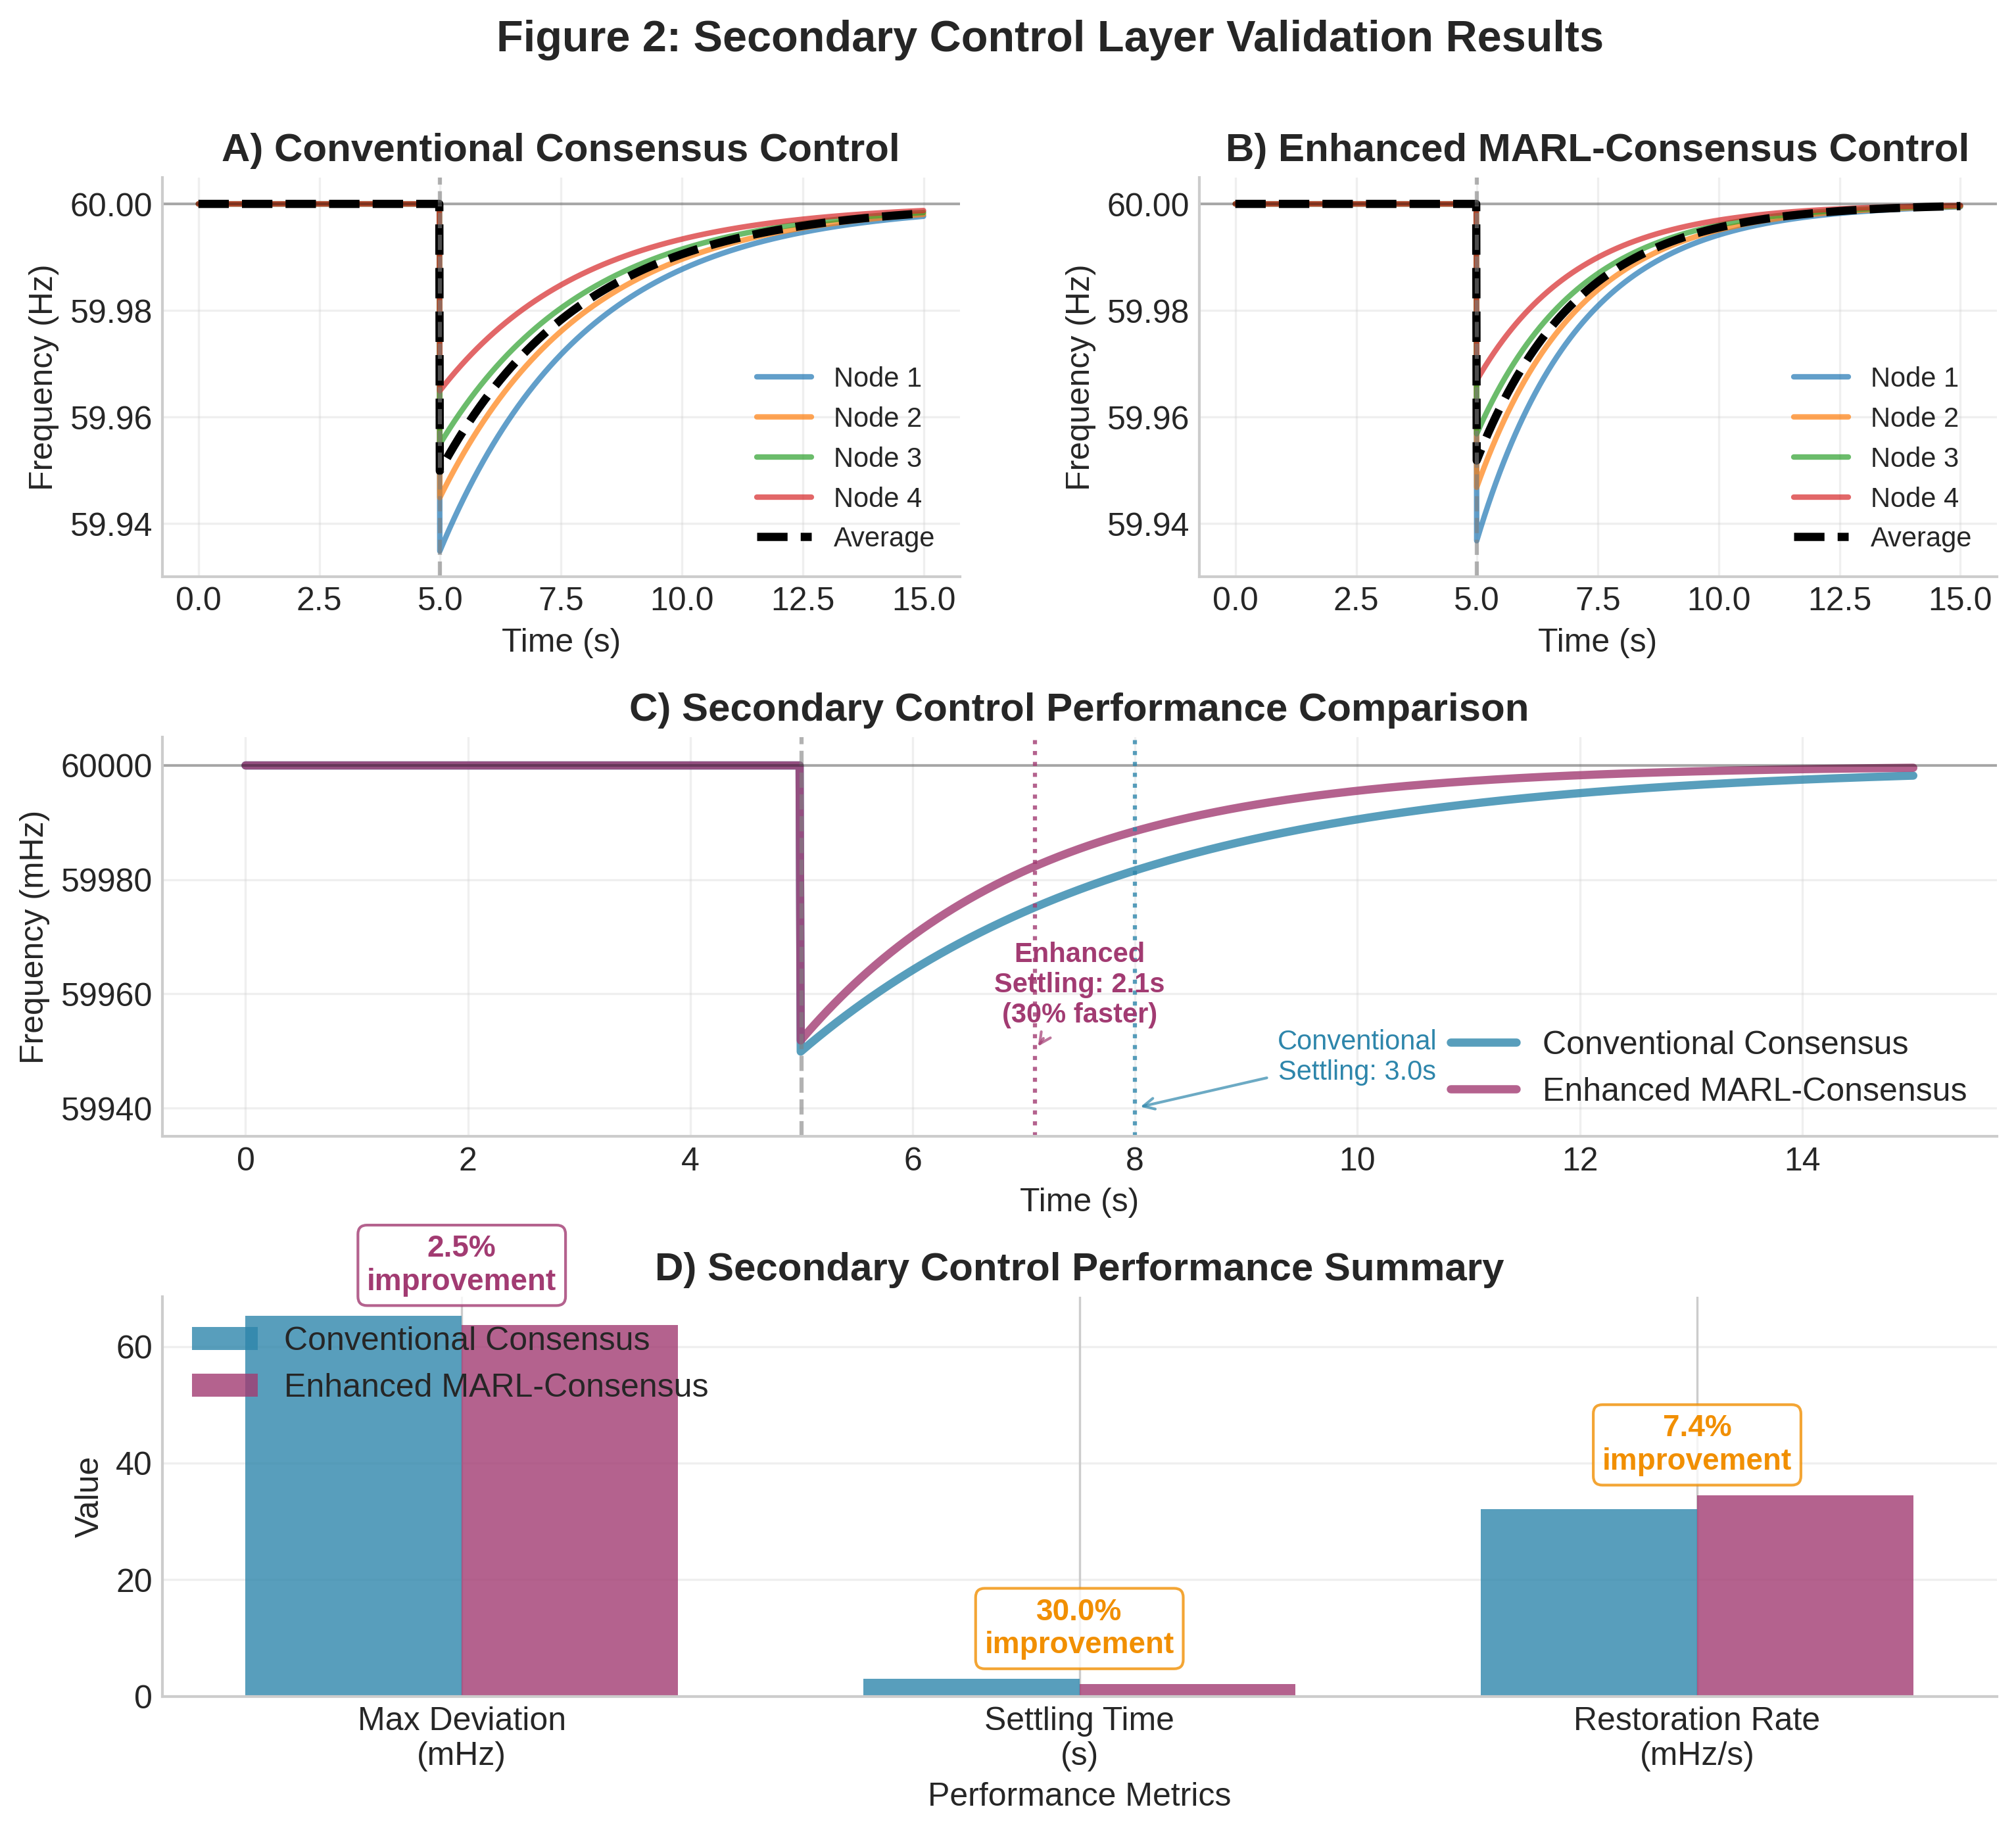 Figure 2: Secondary Control Layer Validation Results
A) Conventional Consensus Control
Frequency (Hz)
60.00
59.98
59.96
59.94
0.0 2.5 5.0 7.5 10.0 12.5 15.0
Time (s)
Node 1
Node 2
Node 3
Node 4
Average
B) Enhanced MARL-Consensus Control
Frequency (Hz)
60.00
59.98
59.96
59.94
0.0 2.5 5.0 7.5 10.0 12.5 15.0
Time (s)
Node 1
Node 2
Node 3
Node 4
Average
C) Secondary Control Performance Comparison
Frequency (mHz)
60000
59980
59960
59940
0 2 4 6 8 10 12 14
Time (s)
Enhanced
Settling: 2.1s
(30% faster)
Conventional
Settling: 3.0s
Conventional Consensus
Enhanced MARL-Consensus
D) Secondary Control Performance Summary
Value
60
40
20
0
2.5%
improvement
Conventional Consensus
Enhanced MARL-Consensus
30.0%
improvement
7.4%
improvement
Max Deviation
(mHz)
Settling Time
(s)
Restoration Rate
(mHz/s)
Performance Metrics